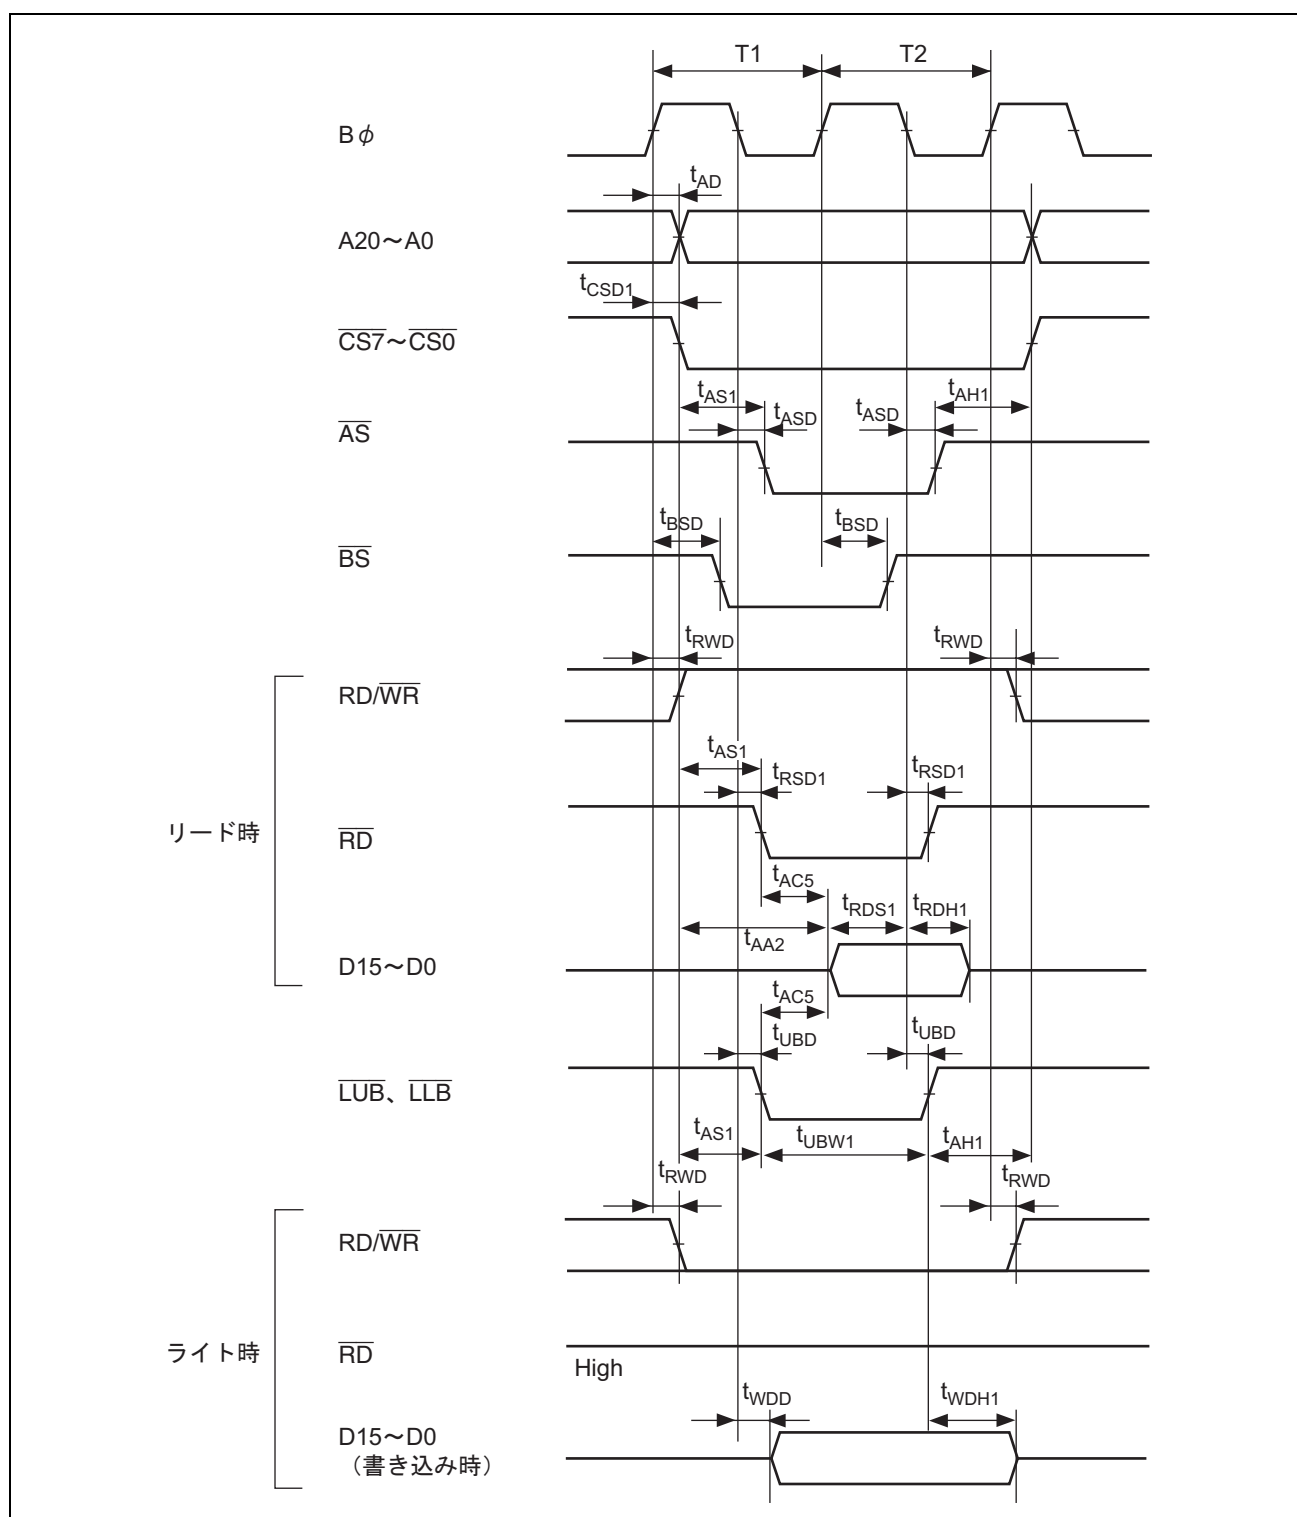 T1 T2
Bφ
tAD
A20～A0
tCSD1
CS7～CS0
tAS1 tAH1
tASD tASD
AS
tBSD tBSD
BS
tRWD tRWD
RD/WR
tAS1
tRSD1 tRSD1
リード時
RD
tAC5
tRDS1 tRDH1
tAA2
D15～D0
tAC5
tUBD tUBD
LUB、LLB
tAS1 tUBW1 tAH1
tRWD tRWD
RD/WR
ライト時
RD
High
tWDD tWDH1
D15～D0
（書き込み時）